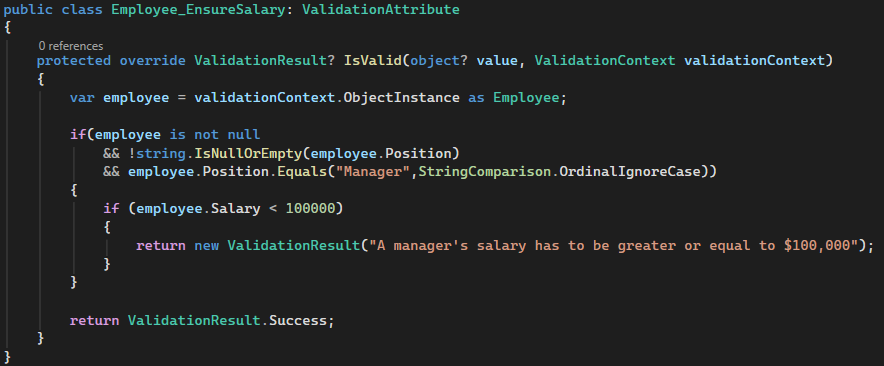 public class Employee_EnsureSalary: ValidationAttribute
{
0 references
protected override ValidationResult? IsValid(object? value, ValidationContext validationContext)
{
var employee = validationContext.ObjectInstance as Employee;
if(employee is not null
&& !string.IsNullOrEmpty(employee.Position)
&& employee.Position.Equals("Manager",StringComparison.OrdinalIgnoreCase))
{
if (employee.Salary < 100000)
{
return new ValidationResult("A manager's salary has to be greater or equal to $100,000");
}
}
return ValidationResult.Success;
}
}